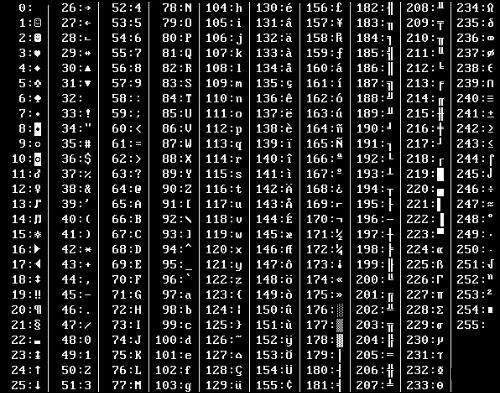 0: 26:→ 52:4 78:N 104:h 130:é 156:£ 182:╢ 208:╨ 234:Ω
1:☺ 27:← 53:5 79:O 105:i 131:â 157:¥ 183:╖ 209:╤ 235:δ
2:☻ 28:∟ 54:6 80:P 106:j 132:ä 158:₧ 184:╕ 210:╥ 236:∞
3:♥ 29:↔ 55:7 81:Q 107:k 133:à 159:ƒ 185:╣ 211:╙ 237:φ
4:♦ 30:▲ 56:8 82:R 108:l 134:å 160:á 186:║ 212:╘ 238:ε
5:♣ 31:▼ 57:9 83:S 109:m 135:ç 161:í 187:╗ 213:╒ 239:∩
6:♠ 32: 58:: 84:T 110:n 136:ê 162:ó 188:╝ 214:╓ 240:≡
7:• 33:! 59:; 85:U 111:o 137:ë 163:ú 189:╜ 215:╫ 241:±
8:◘ 34:" 60:< 86:V 112:p 138:è 164:ñ 190:╛ 216:╪ 242:≥
9:○ 35:# 61:= 87:W 113:q 139:ï 165:Ñ 191:┐ 217:┘ 243:≤
10:◙ 36:$ 62:> 88:X 114:r 140:î 166:ª 192:└ 218:┌ 244:⌠
11:♂ 37:% 63:? 89:Y 115:s 141:ì 167:º 193:┴ 219:█ 245:⌡
12:♀ 38:& 64:@ 90:Z 116:t 142:Ä 168:¿ 194:┬ 220:▄ 246:÷
13:♪ 39:' 65:A 91:[ 117:u 143:Å 169:⌐ 195:├ 221:▌ 247:≈
14:♫ 40:( 66:B 92:\ 118:v 144:É 170:¬ 196:─ 222:▐ 248:°
15:☼ 41:) 67:C 93:] 119:w 145:æ 171:½ 197:┼ 223:▀ 249:∙
16:► 42:* 68:D 94:^ 120:x 146:Æ 172:¼ 198:╞ 224:α 250:·
17:◄ 43:+ 69:E 95:_ 121:y 147:ô 173:¡ 199:╟ 225:ß 251:√
18:↕ 44:, 70:F 96:` 122:z 148:ö 174:« 200:╚ 226:Γ 252:ⁿ
19:‼ 45:- 71:G 97:a 123:{ 149:ò 175:» 201:╔ 227:π 253:²
20:¶ 46:. 72:H 98:b 124:| 150:û 176:░ 202:╩ 228:Σ 254:■
21:§ 47:/ 73:I 99:c 125:} 151:ù 177:▒ 203:╦ 229:σ 255:
22:▬ 48:0 74:J 100:d 126:~ 152:ÿ 178:▓ 204:╠ 230:µ
23:↨ 49:1 75:K 101:e 127:⌂ 153:Ö 179:│ 205:═ 231:τ
24:↑ 50:2 76:L 102:f 128:Ç 154:Ü 180:┤ 206:╬ 232:Φ
25:↓ 51:3 77:M 103:g 129:ü 155:¢ 181:╡ 207:╧ 233:Θ